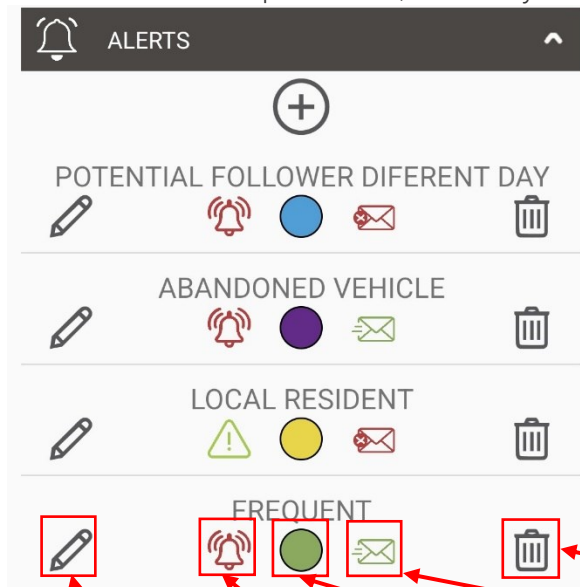 ALERTS
POTENTIAL FOLLOWER DIFERENT DAY
ABANDONED VEHICLE
LOCAL RESIDENT
FREQUENT